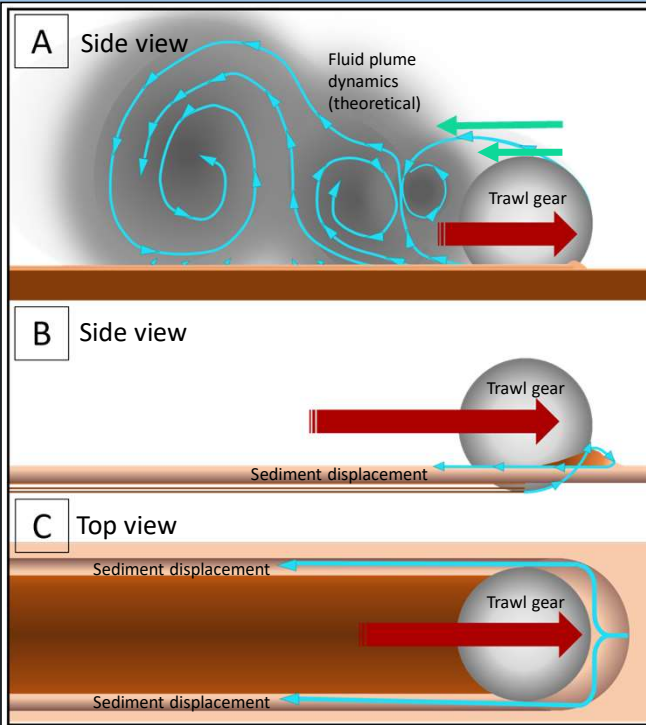 A
Side view
Fluid plume
dynamics
(theoretical)
Trawl gear
B
Side view
Trawl gear
Sediment displacement
C
Top view
Sediment displacement
Trawl gear
Sediment displacement